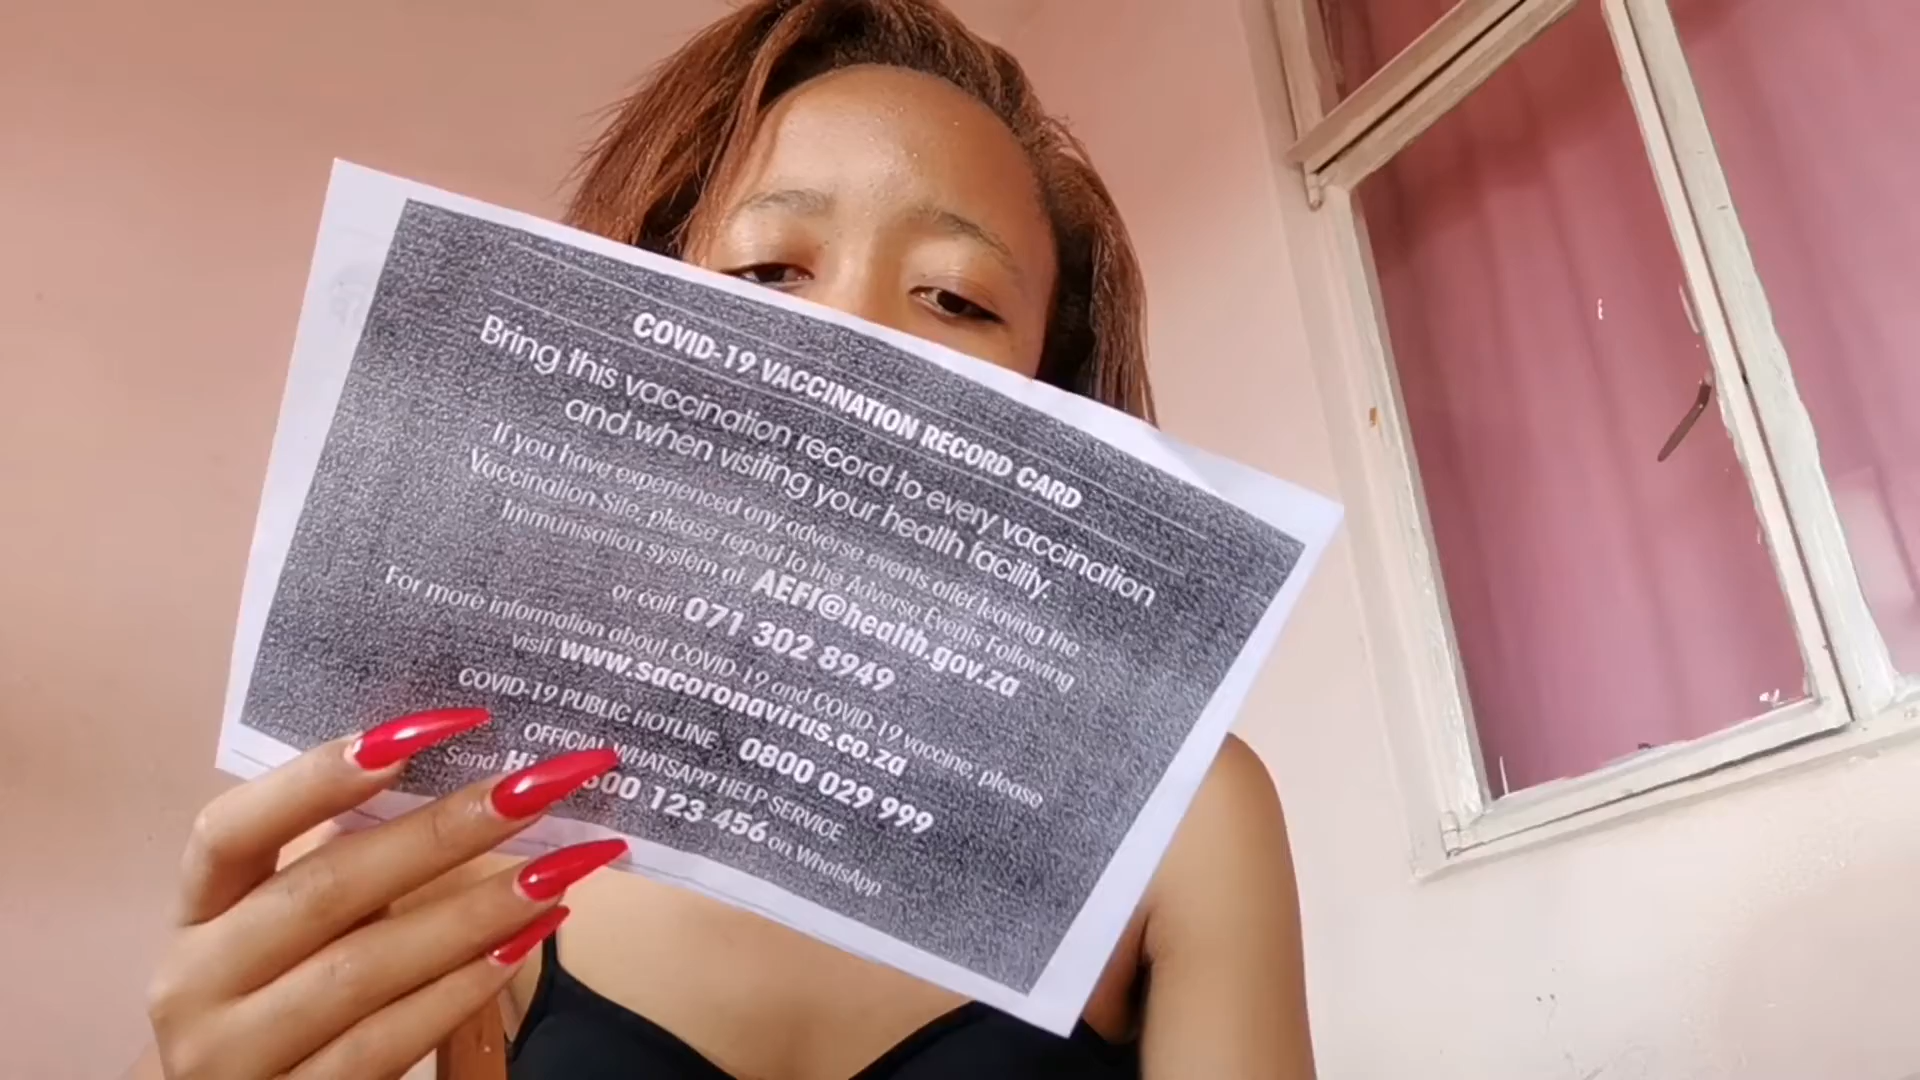 COVID-19 VACCINATION RECORD CARD
Bring this vaccination record to every vaccination
and when visiting your health facility.
If you have experienced any adverse events after leaving the
Vaccination Site, please report to the Adverse Events Following
Immunisation system at AEFI@health.gov.za
or call 071 302 8949
For more information about COVID-19 and COVID-19 vaccine, please
visit www.sacoronavirus.co.za
COVID-19 PUBLIC HOTLINE 0800 029 999
OFFICIAL WHATSAPP HELP SERVICE
Send Hi 600 123 456 on WhatsApp